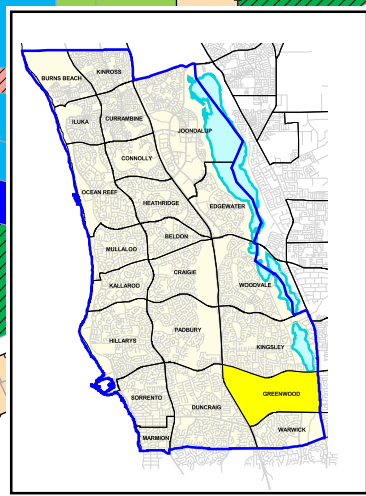 BURNS BEACH
KINROSS
ILUKA
CURRAMBINE
JOONDALUP
CONNOLLY
OCEAN REEF
HEATHRIDGE
EDGEWATER
BELDON
MULLALOO
CRAIGIE
KALLAROO
WOODVALE
PADBURY
HILLARYS
KINGSLEY
GREENWOOD
SORRENTO
DUNCRAIG
WARWICK
MARMION